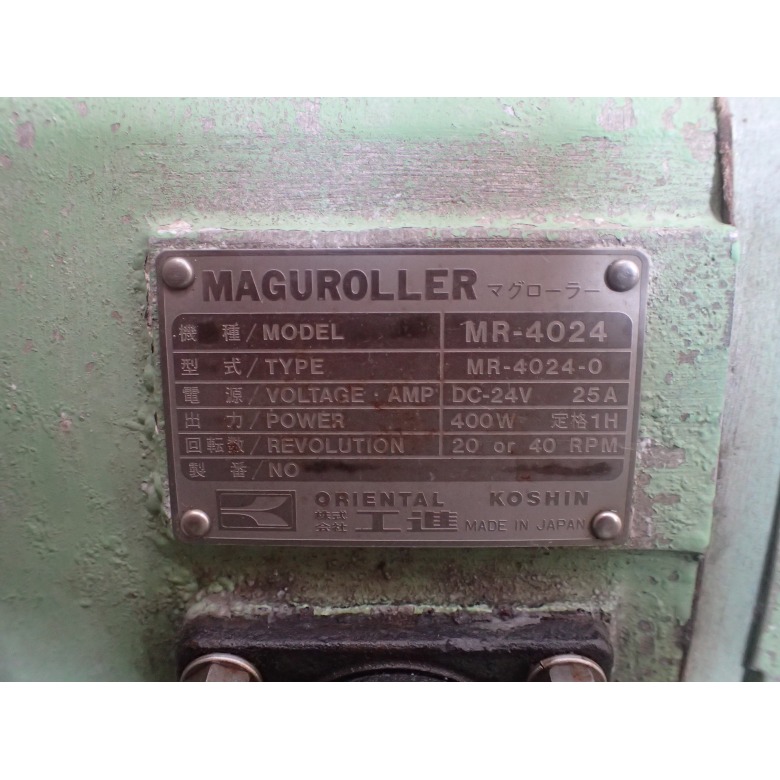 MAGUROLLER マグローラー
機種/MODEL MR-4024
型式/TYPE MR-4024-0
電源/VOLTAGE・AMP DC-24V 25A
出力/POWER 400W 定格1H
回転数/REVOLUTION 20 or 40 RPM
製番/NO
ORIENTAL KOSHIN
株式会社 工進 MADE IN JAPAN